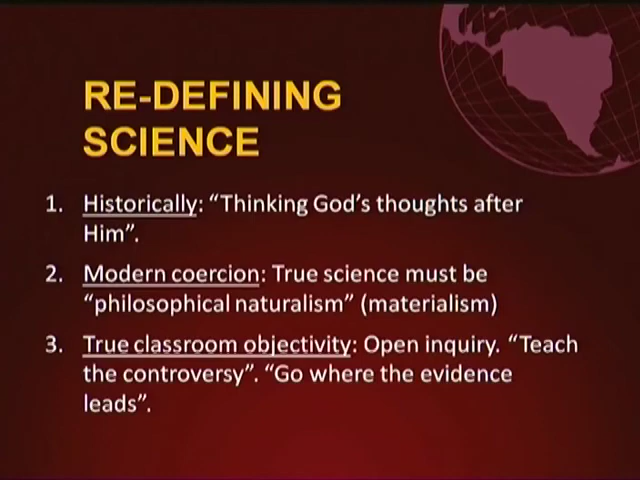 RE-DEFINING
SCIENCE
1. Historically: “Thinking God’s thoughts after
Him”.
2. Modern coercion: True science must be
“philosophical naturalism” (materialism)
3. True classroom objectivity: Open inquiry. “Teach
the controversy”. “Go where the evidence
leads”.